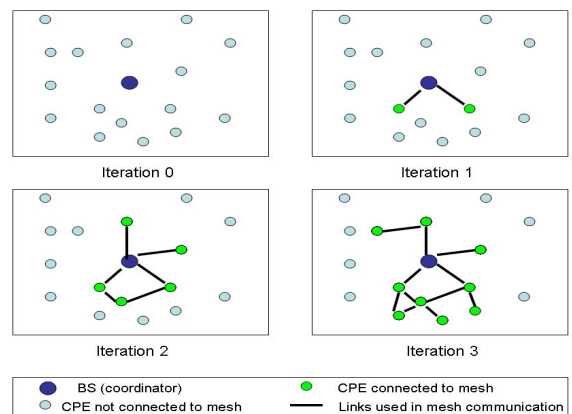 Iteration 0
Iteration 1
Iteration 2
Iteration 3
BS (coordinator)
CPE connected to mesh
CPE not connected to mesh
Links used in mesh communication